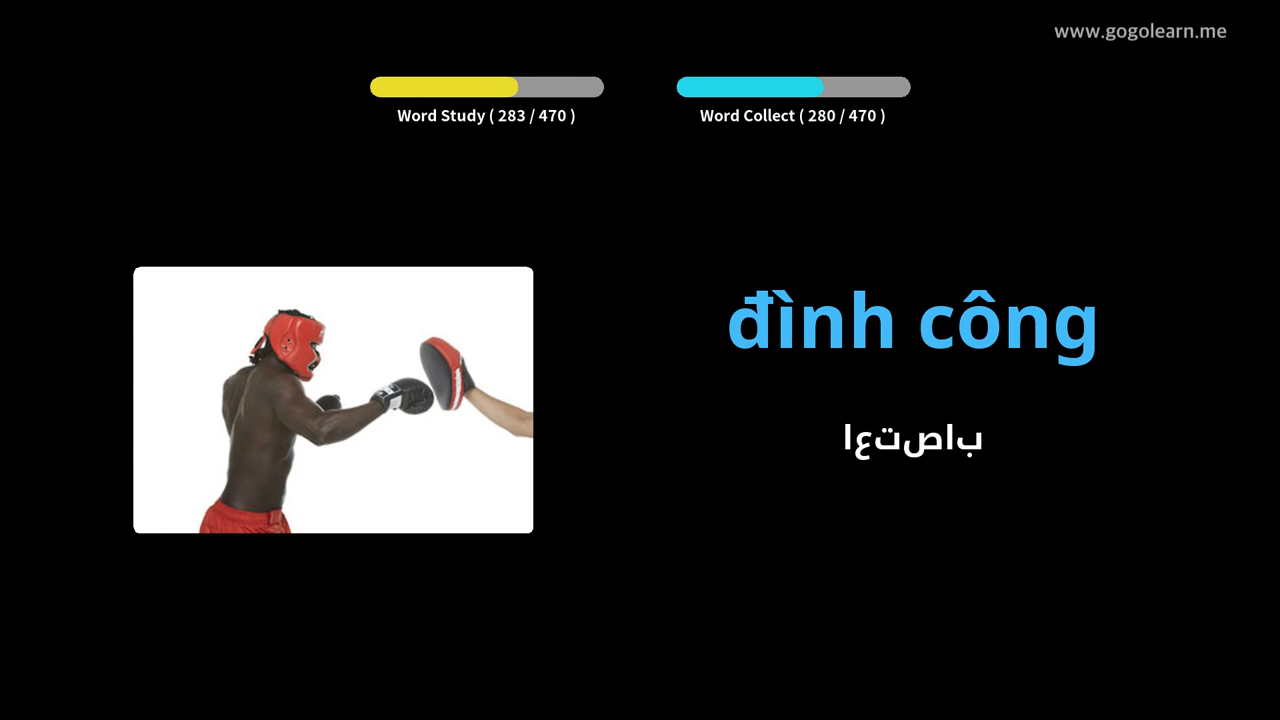 www.gogolearn.me
Word Study ( 283 / 470 )
Word Collect ( 280 / 470 )
đình công
اعتصاب